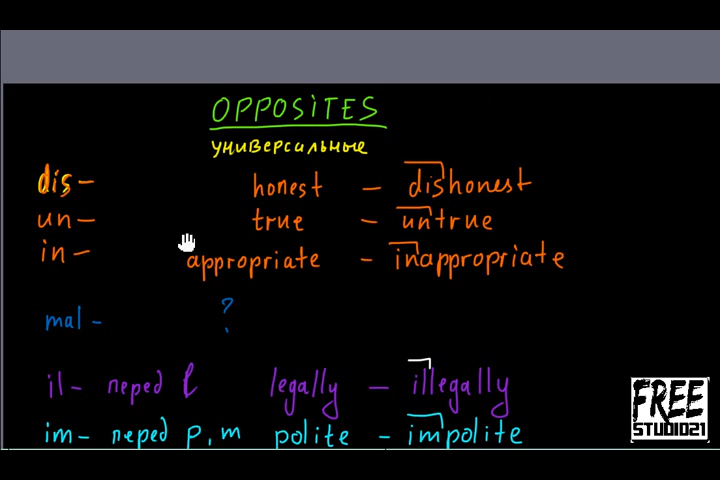 OPPOSITES
универсальные
dis- honest - dishonest
un- true - untrue
in- appropriate - inappropriate
mal- ?
il- перед l legally - illegally
im- перед p, m polite - impolite
FREE
STUDIO21